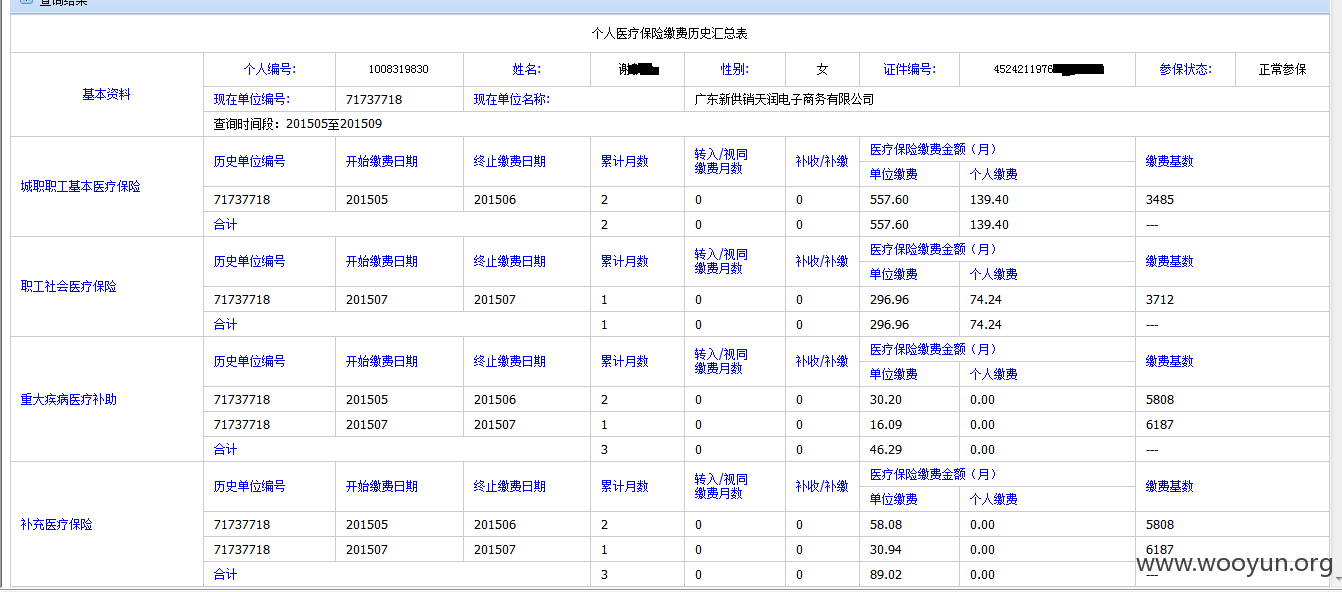 查询结果
个人医疗保险缴费历史汇总表
基本资料 个人编号: 1008319830 姓名: 谢 性别: 女 证件编号: 4524211976 参保状态: 正常参保
现在单位编号: 71737718 现在单位名称: 广东新供销天润电子商务有限公司
查询时间段: 201505至201509
城职职工基本医疗保险 历史单位编号 开始缴费日期 终止缴费日期 累计月数 转入/视同缴费月数 补收/补缴 医疗保险缴费金额（月） 缴费基数
单位缴费 个人缴费
71737718 201505 201506 2 0 0 557.60 139.40 3485
合计 2 0 0 557.60 139.40 ---
职工社会医疗保险 历史单位编号 开始缴费日期 终止缴费日期 累计月数 转入/视同缴费月数 补收/补缴 医疗保险缴费金额（月） 缴费基数
单位缴费 个人缴费
71737718 201507 201507 1 0 0 296.96 74.24 3712
合计 1 0 0 296.96 74.24 ---
重大疾病医疗补助 历史单位编号 开始缴费日期 终止缴费日期 累计月数 转入/视同缴费月数 补收/补缴 医疗保险缴费金额（月） 缴费基数
单位缴费 个人缴费
71737718 201505 201506 2 0 0 30.20 0.00 5808
71737718 201507 201507 1 0 0 16.09 0.00 6187
合计 3 0 0 46.29 0.00 ---
补充医疗保险 历史单位编号 开始缴费日期 终止缴费日期 累计月数 转入/视同缴费月数 补收/补缴 医疗保险缴费金额（月） 缴费基数
单位缴费 个人缴费
71737718 201505 201506 2 0 0 58.08 0.00 5808
71737718 201507 201507 1 0 0 30.94 0.00 6187
合计 3 0 0 89.02 0.00 ---
www.wooyun.org